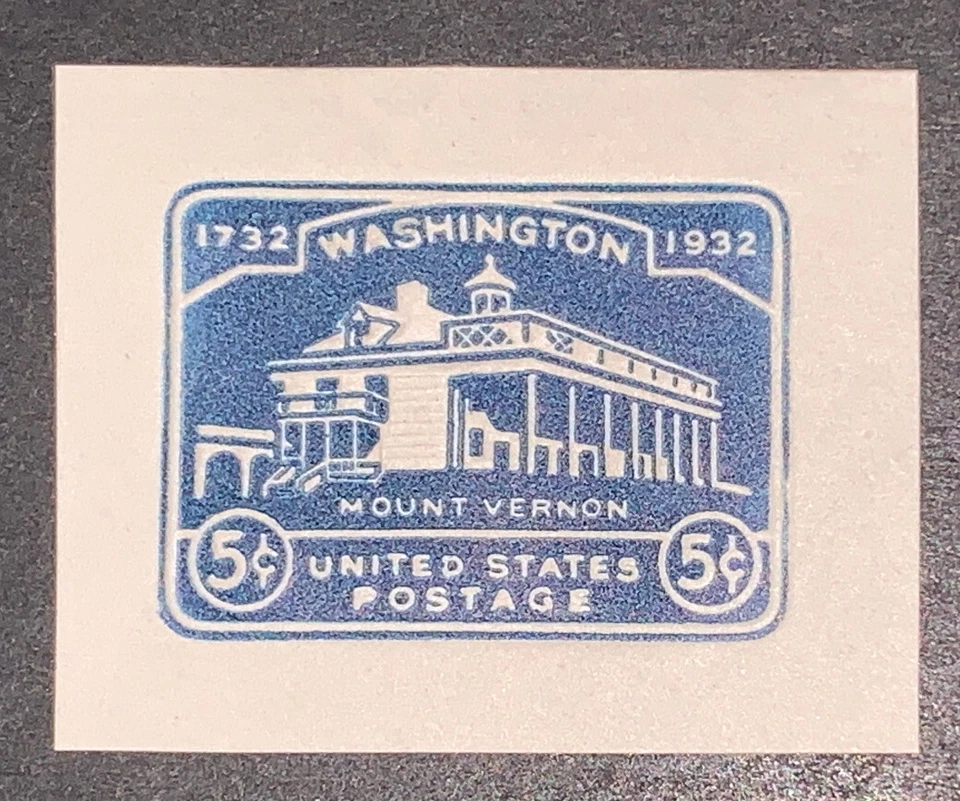 1732 WASHINGTON 1932
MOUNT VERNON
5¢ UNITED STATES 5¢
POSTAGE